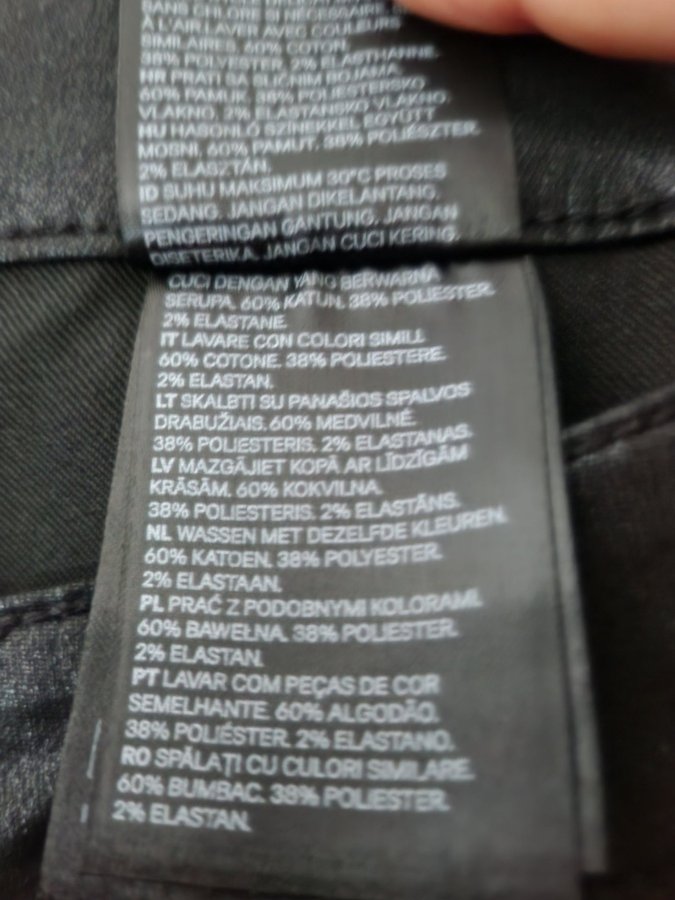 SANS CHLORE SI NÉCESSAIRE
À L'AIR. LAVER AVEC COULEURS
SIMILAIRES. 60% COTON.
38% POLYESTER. 2% ELASTHANNE.
HR PRATI SA SLIČNIM BOJAMA.
60% PAMUK. 38% POLIESTERSKO
VLAKNO. 2% ELASTANSKO VLAKNO.
HU HASONLÓ SZÍNEKKEL EGYÜTT
MOSNI. 60% PAMUT. 38% POLIÉSZTER.
2% ELASZTÁN.
ID SUHU MAKSIMUM 30°C PROSES
SEDANG. JANGAN DIKELANTANG.
PENGERINGAN GANTUNG. JANGAN
DISETERIKA. JANGAN CUCI KERING.
CUCI DENGAN YANG BERWARNA
SERUPA. 60% KATUN. 38% POLIESTER.
2% ELASTANE.
IT LAVARE CON COLORI SIMILI.
60% COTONE. 38% POLIESTERE.
2% ELASTAN.
LT SKALBTI SU PANAŠIOS SPALVOS
DRABUŽIAIS. 60% MEDVILNĖ.
38% POLIESTERIS. 2% ELASTANAS.
LV MAZGĀJIET KOPĀ AR LĪDZĪGĀM
KRĀSĀM. 60% KOKVILNA.
38% POLIESTERIS. 2% ELASTĀNS.
NL WASSEN MET DEZELFDE KLEUREN.
60% KATOEN. 38% POLYESTER.
2% ELASTAAN.
PL PRAĆ Z PODOBNYMI KOLORAMI.
60% BAWEŁNA. 38% POLIESTER.
2% ELASTAN.
PT LAVAR COM PEÇAS DE COR
SEMELHANTE. 60% ALGODÃO.
38% POLIÉSTER. 2% ELASTANO.
RO SPĂLAȚI CU CULORI SIMILARE.
60% BUMBAC. 38% POLIESTER.
2% ELASTAN.